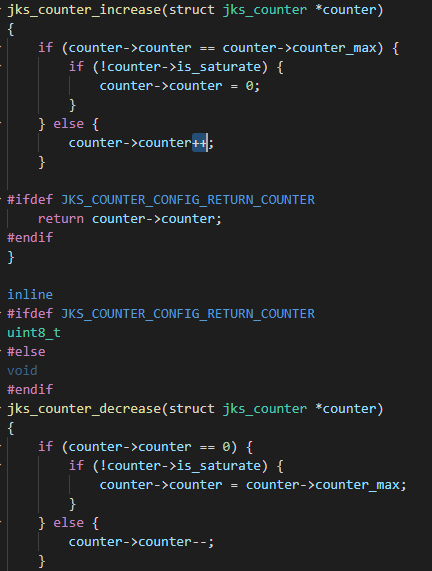 jks_counter_increase(struct jks_counter *counter)
{
    if (counter->counter == counter->counter_max) {
        if (!counter->is_saturate) {
            counter->counter = 0;
        }
    } else {
        counter->counter++;
    }

#ifdef JKS_COUNTER_CONFIG_RETURN_COUNTER
    return counter->counter;
#endif
}

inline
#ifdef JKS_COUNTER_CONFIG_RETURN_COUNTER
uint8_t
#else
void
#endif
jks_counter_decrease(struct jks_counter *counter)
{
    if (counter->counter == 0) {
        if (!counter->is_saturate) {
            counter->counter = counter->counter_max;
        }
    } else {
        counter->counter--;
    }